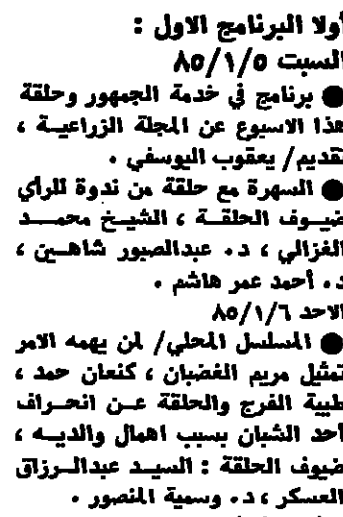 أولا البرنامج الاول :
السبت ٨٥/١/٥
● برنامج في خدمة الجمهور وحلقة
هذا الاسبوع عن المجلة الزراعية ،
تقديم/ يعقوب اليوسفي .
● السهرة مع حلقة من ندوة للرأي
ضيوف الحلقة ، الشيخ محمد
الغزالي ، د. عبدالصبور شاهين ،
د. أحمد عمر هاشم .
الاحد ٨٥/١/٦
● المسلسل المحلي/ لمن يهمه الامر
تمثيل مريم الغضبان ، كنعان حمد ،
طيبة الفرج والحلقة عن انحراف
أحد الشبان بسبب اهمال والديه ،
ضيوف الحلقة : السيد عبدالرزاق
العسكر ، د. وسمية المنصور .